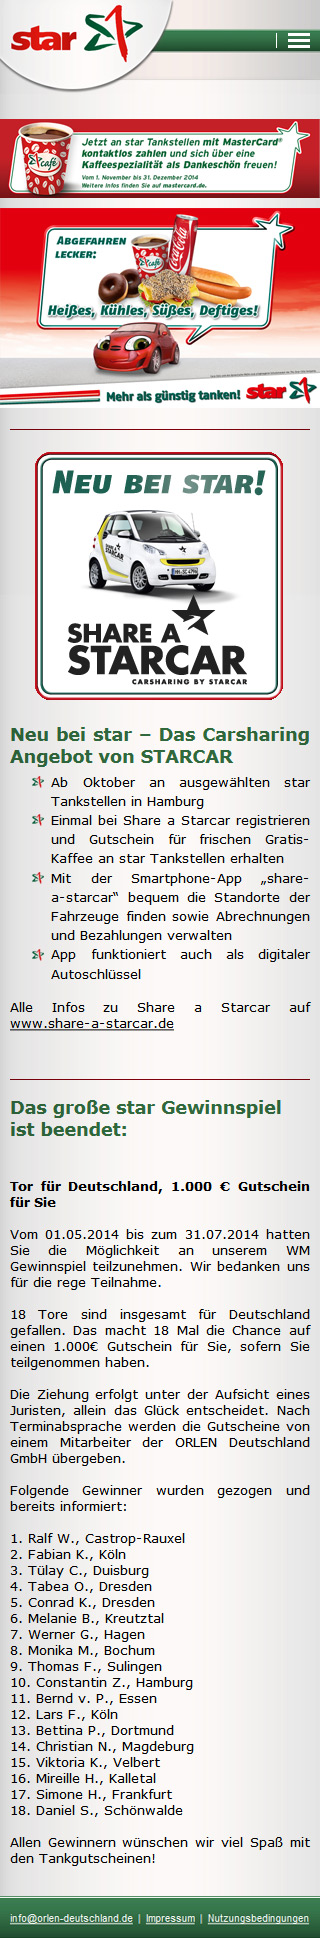 star
café
Jetzt an star Tankstellen mit MasterCard®
kontaktlos zahlen und sich über eine
Kaffeespezialität als Dankeschön freuen!
Vom 1. November bis 31. Dezember 2014
Weitere Infos finden Sie auf mastercard.de.
ABGEFAHREN
LECKER:
café
Coca-Cola
Heißes, Kühles, Süßes, Deftiges!
Mehr als günstig tanken! star
NEU BEI STAR!
SHARE A
STARCAR
CARSHARING BY STARCAR
Neu bei star – Das Carsharing
Angebot von STARCAR
Ab Oktober an ausgewählten star
Tankstellen in Hamburg
Einmal bei Share a Starcar registrieren
und Gutschein für frischen Gratis-
Kaffee an star Tankstellen erhalten
Mit der Smartphone-App „share-
a-starcar“ bequem die Standorte der
Fahrzeuge finden sowie Abrechnungen
und Bezahlungen verwalten
App funktioniert auch als digitaler
Autoschlüssel
Alle Infos zu Share a Starcar auf
www.share-a-starcar.de
Das große star Gewinnspiel
ist beendet:
Tor für Deutschland, 1.000 € Gutschein
für Sie
Vom 01.05.2014 bis zum 31.07.2014 hatten
Sie die Möglichkeit an unserem WM
Gewinnspiel teilzunehmen. Wir bedanken uns
für die rege Teilnahme.
18 Tore sind insgesamt für Deutschland
gefallen. Das macht 18 Mal die Chance auf
einen 1.000€ Gutschein für Sie, sofern Sie
teilgenommen haben.
Die Ziehung erfolgt unter der Aufsicht eines
Juristen, allein das Glück entscheidet. Nach
Terminabsprache werden die Gutscheine von
einem Mitarbeiter der ORLEN Deutschland
GmbH übergeben.
Folgende Gewinner wurden gezogen und
bereits informiert:
1. Ralf W., Castrop-Rauxel
2. Fabian K., Köln
3. Tülay C., Duisburg
4. Tabea O., Dresden
5. Conrad K., Dresden
6. Melanie B., Kreutztal
7. Werner G., Hagen
8. Monika M., Bochum
9. Thomas F., Sulingen
10. Constantin Z., Hamburg
11. Bernd v. P., Essen
12. Lars F., Köln
13. Bettina P., Dortmund
14. Christian N., Magdeburg
15. Viktoria K., Velbert
16. Mireille H., Kalletal
17. Simone H., Frankfurt
18. Daniel S., Schönwalde
Allen Gewinnern wünschen wir viel Spaß mit
den Tankgutscheinen!
info@orlen-deutschland.de | Impressum | Nutzungsbedingungen